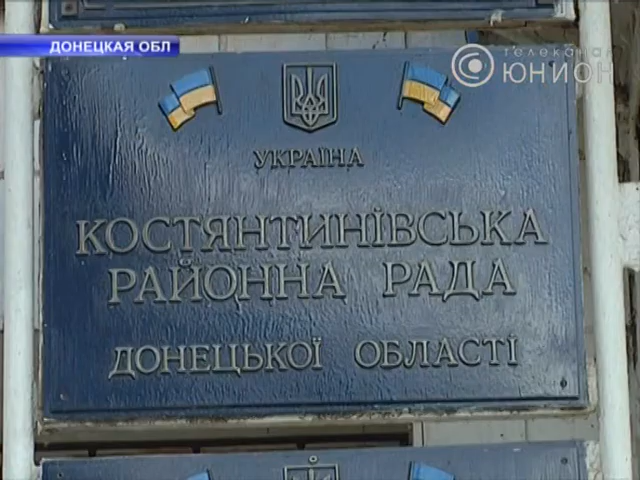 ДОНЕЦКАЯ ОБЛ
телеканал
ЮНИОН
УКРАЇНА
КОСТЯНТИНІВСЬКА
РАЙОННА РАДА
ДОНЕЦЬКОЇ ОБЛАСТІ